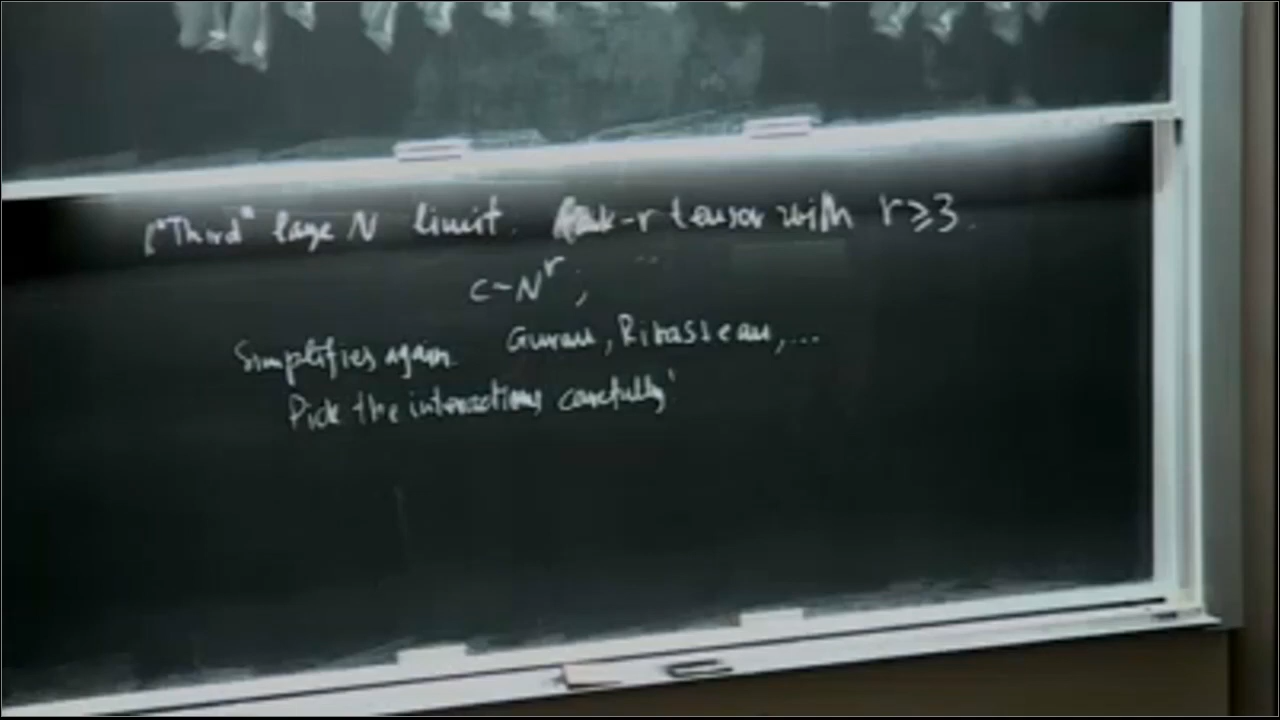 "Third" large N limit. Rank-r tensor with r ≥ 3.
c ~ N^r ;
Simplifies again. Gurau, Rivasseau, ...
Pick the interactions carefully!